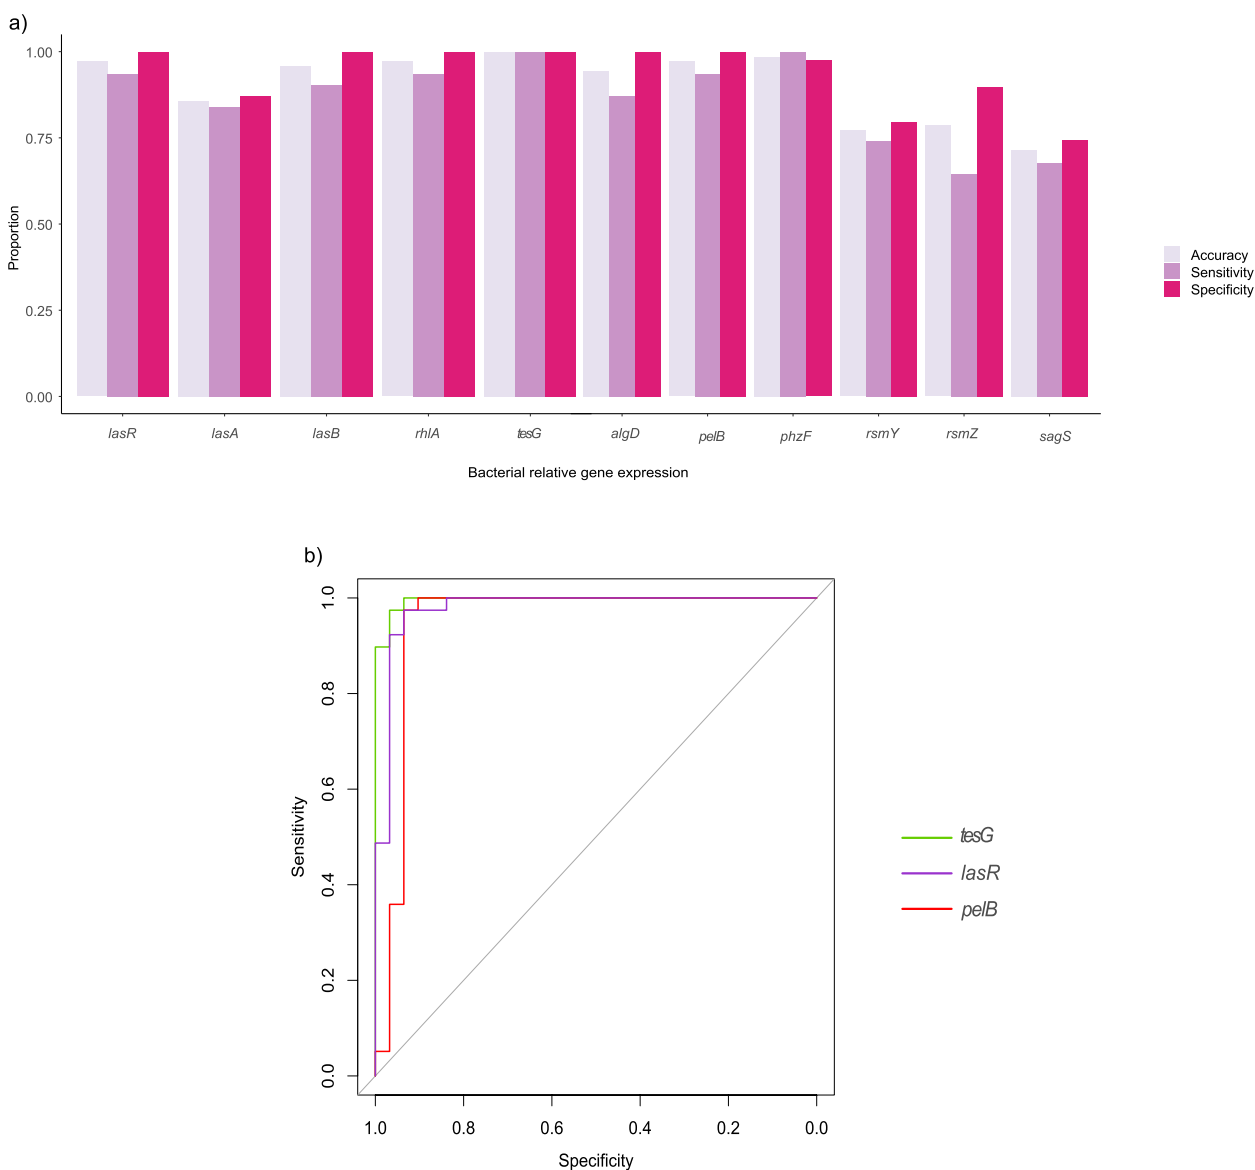 a)
1.00
0.75
0.50
0.25
0.00
Proportion
lasR lasA lasB rhlA tesG algD pelB phzF rsmY rsmZ sagS
Bacterial relative gene expression
Accuracy
Sensitivity
Specificity
b)
1.0
0.8
0.6
0.4
0.2
0.0
Sensitivity
1.0 0.8 0.6 0.4 0.2 0.0
Specificity
tesG
lasR
pelB